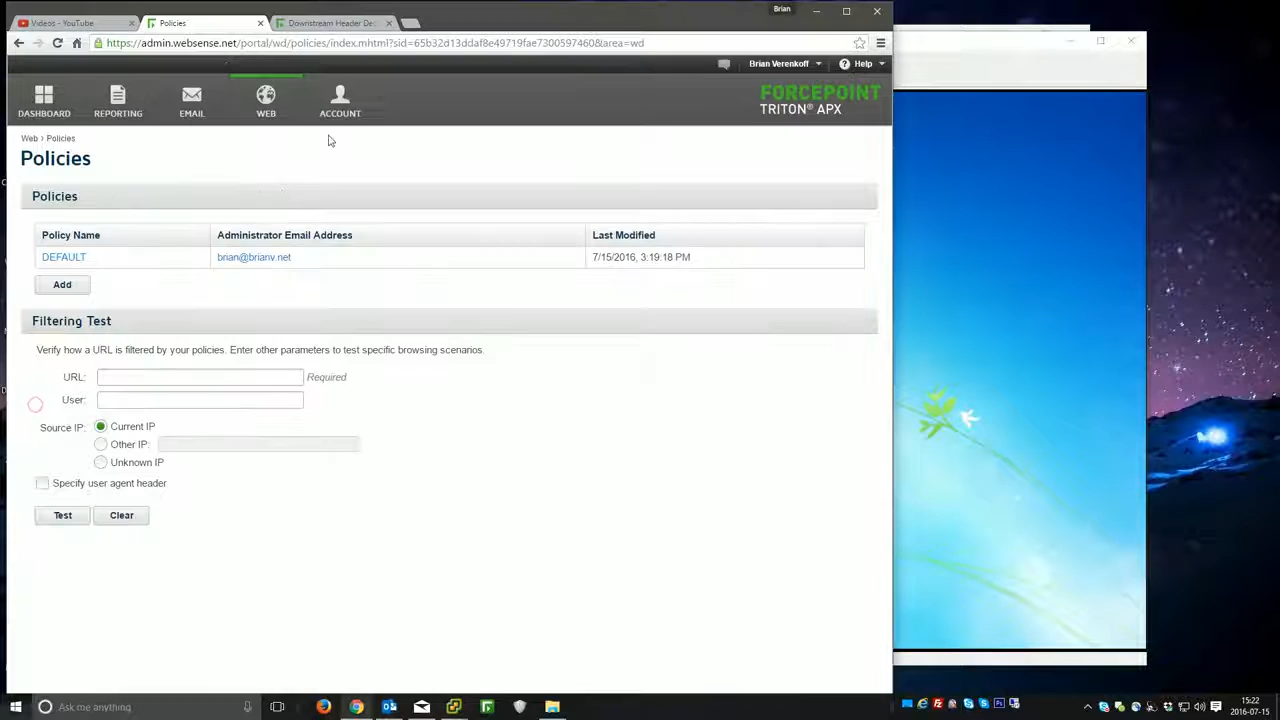 Brian
Videos - YouTube
Policies
Downstream Header De
https://admin.websense.net/portal/wd/policies/index.mhtml?sid=65b32d13ddaf8e49719fae7300597460&area=wd
Brian Verenkoff
Help
DASHBOARD
REPORTING
EMAIL
WEB
ACCOUNT
FORCEPOINT
TRITON® APX
Web › Policies
Policies
Policies
Policy Name
Administrator Email Address
Last Modified
DEFAULT
brian@brianv.net
7/15/2016, 3:19:18 PM
Add
Filtering Test
Verify how a URL is filtered by your policies. Enter other parameters to test specific browsing scenarios.
URL:
Required
User:
Source IP:
Current IP
Other IP:
Unknown IP
Specify user agent header
Test
Clear
Ask me anything
15:22
2016-07-15